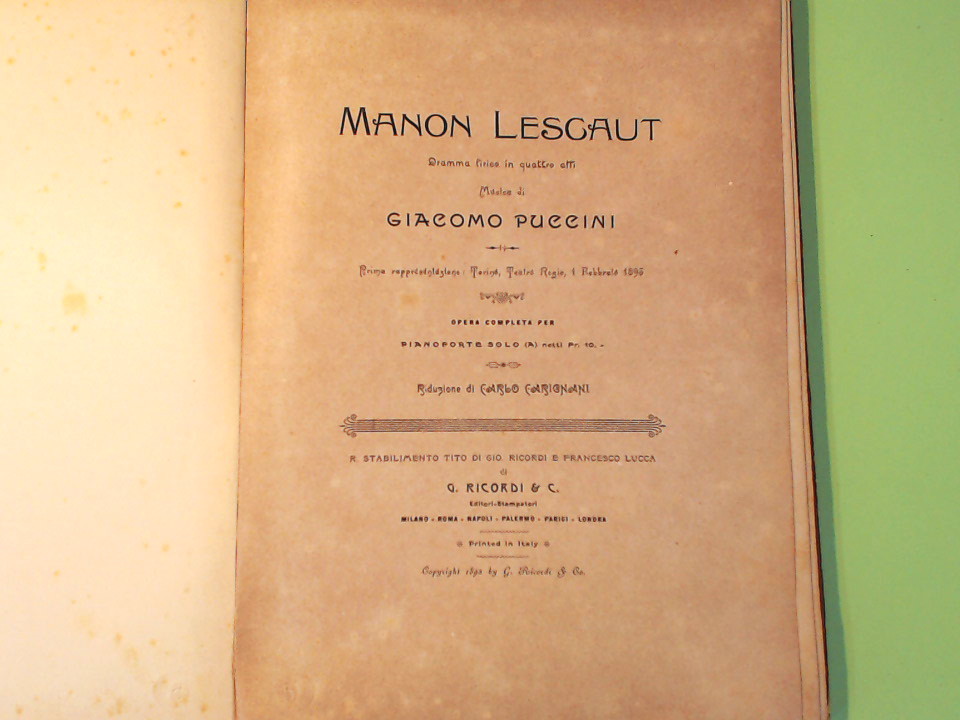 MANON LESCAUT
Dramma lirico in quattro atti
Musica di
GIACOMO PUCCINI
Prima rappresentazione: Torino, Teatro Regio, 1 Febbraio 1893
OPERA COMPLETA PER
PIANOFORTE SOLO (A) netti Fr. 10. -
Riduzione di CARLO CARIGNANI
R. STABILIMENTO TITO DI GIO. RICORDI E FRANCESCO LUCCA
di
G. RICORDI & C.
Editori-Stampatori
MILANO - ROMA - NAPOLI - PALERMO - PARIGI - LONDRA
Printed in Italy
Copyright 1892 by G. Ricordi & Co.